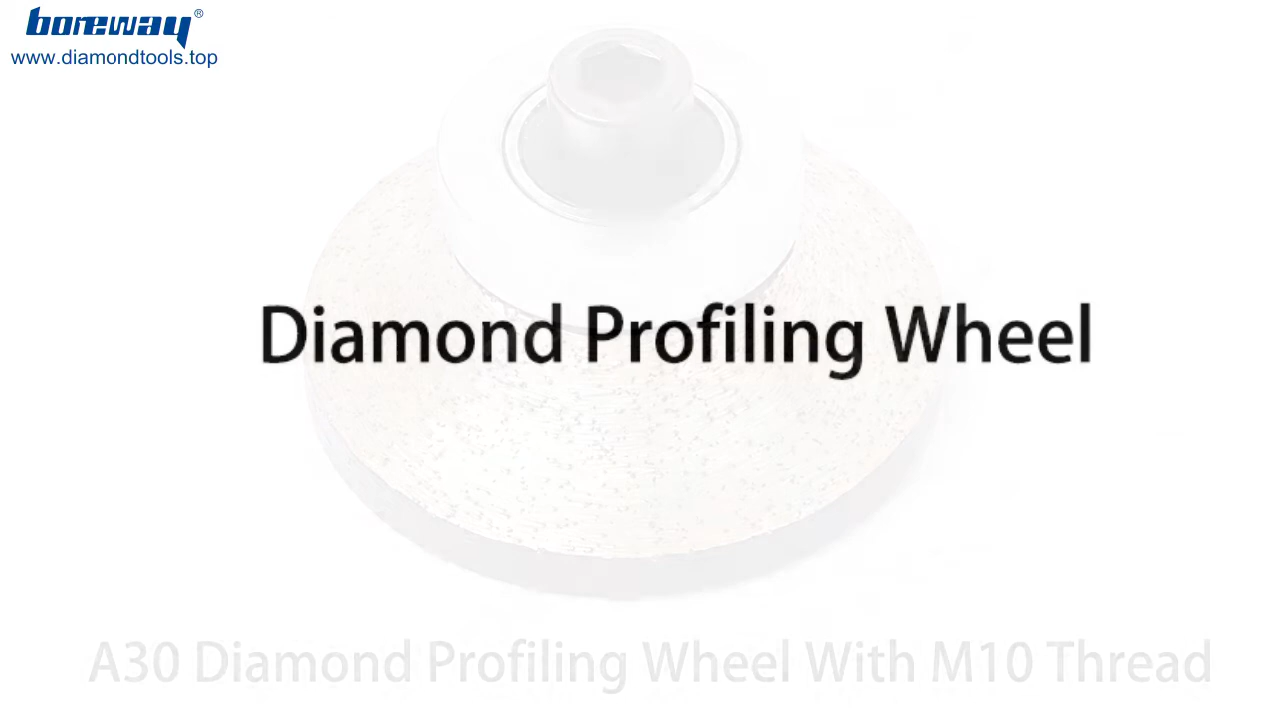 boreway®
www.diamondtools.top
Diamond Profiling Wheel
A30 Diamond Profiling Wheel With M10 Thread